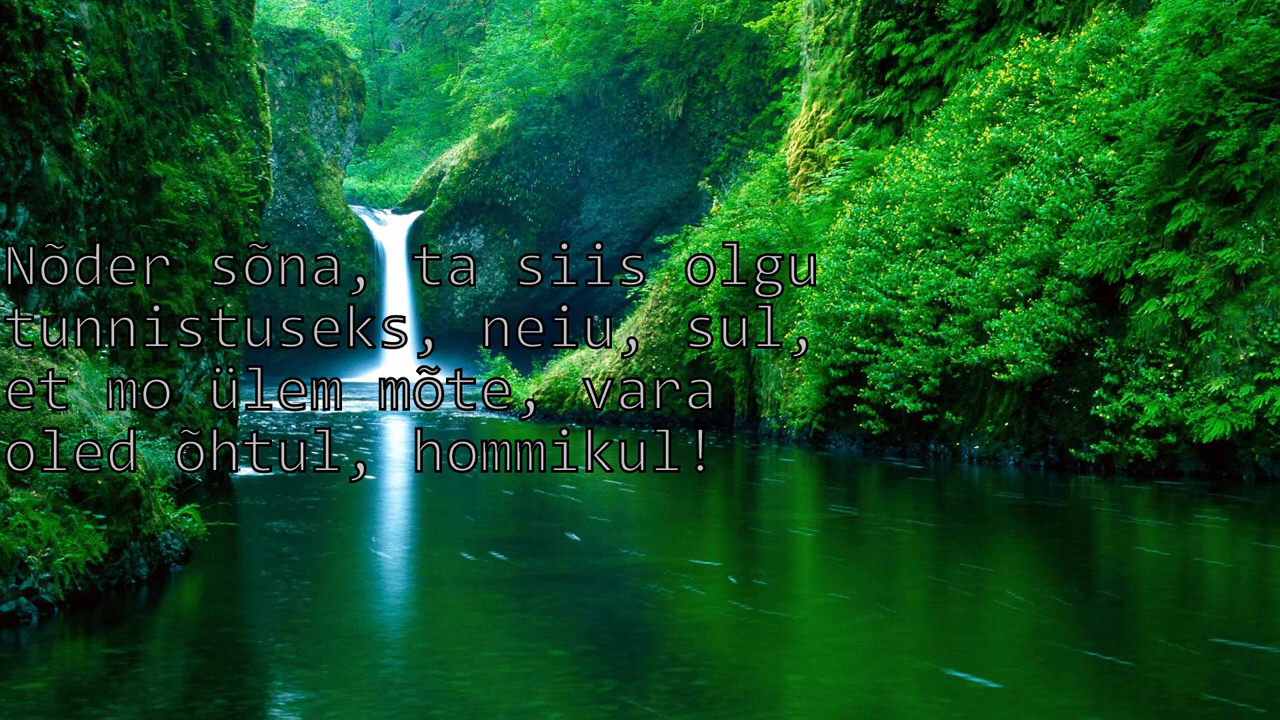 Nõder sõna, ta siis olgu
tunnistuseks, neiu, sul,
et mo ülem mõte, vara
oled õhtul, hommikul!